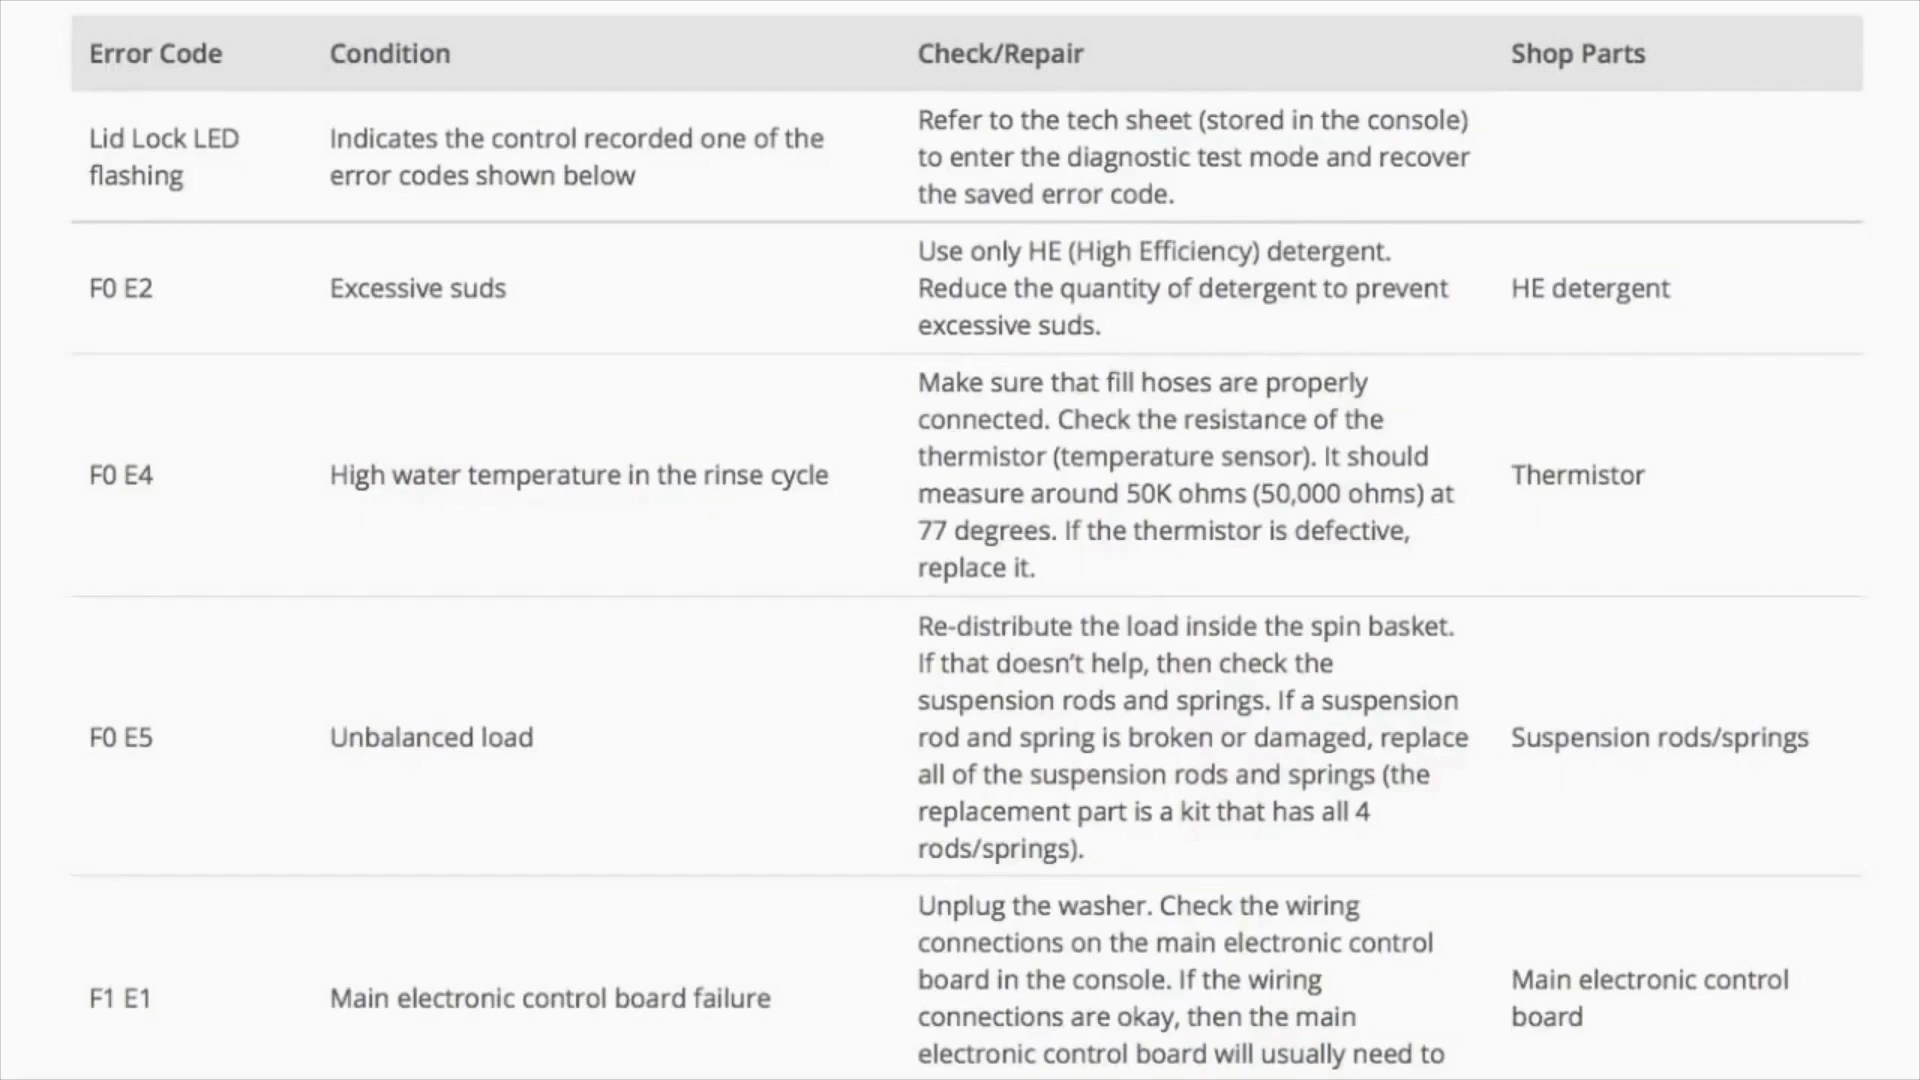 Error Code Condition Check/Repair Shop Parts
Lid Lock LED
flashing
Indicates the control recorded one of the
error codes shown below
Refer to the tech sheet (stored in the console)
to enter the diagnostic test mode and recover
the saved error code.
F0 E2
Excessive suds
Use only HE (High Efficiency) detergent.
Reduce the quantity of detergent to prevent
excessive suds.
HE detergent
F0 E4
High water temperature in the rinse cycle
Make sure that fill hoses are properly
connected. Check the resistance of the
thermistor (temperature sensor). It should
measure around 50K ohms (50,000 ohms) at
77 degrees. If the thermistor is defective,
replace it.
Thermistor
F0 E5
Unbalanced load
Re-distribute the load inside the spin basket.
If that doesn’t help, then check the
suspension rods and springs. If a suspension
rod and spring is broken or damaged, replace
all of the suspension rods and springs (the
replacement part is a kit that has all 4
rods/springs).
Suspension rods/springs
F1 E1
Main electronic control board failure
Unplug the washer. Check the wiring
connections on the main electronic control
board in the console. If the wiring
connections are okay, then the main
electronic control board will usually need to
Main electronic control
board